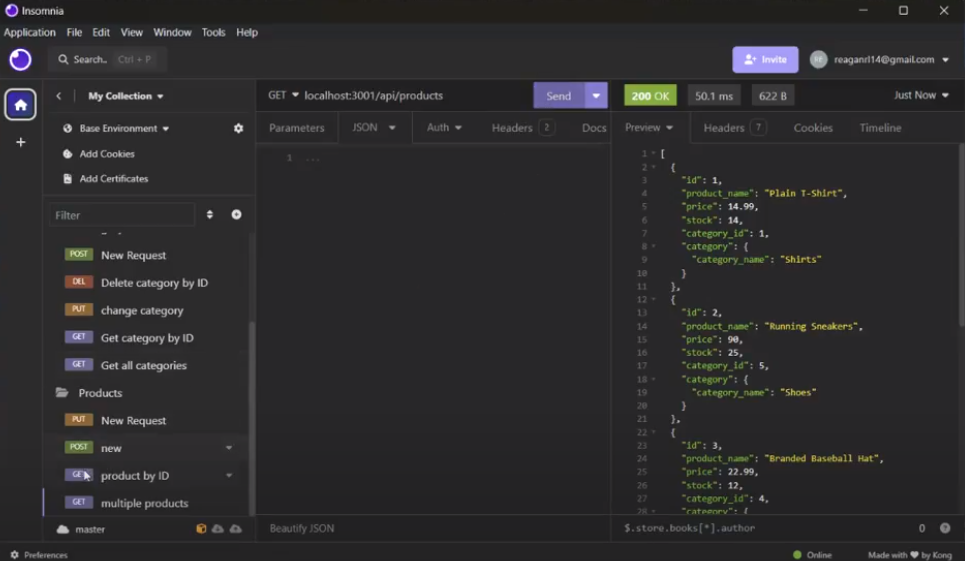 Insomnia
Application File Edit View Window Tools Help
Search.. Ctrl + P
Invite
RE reaganrl14@gmail.com
My Collection
GET localhost:3001/api/products
Send
200 OK 50.1 ms 622 B
Just Now
Base Environment
Parameters JSON Auth Headers 2 Docs
Preview Headers 7 Cookies Timeline
Add Cookies
Add Certificates
Filter
POST New Request
DEL Delete category by ID
PUT change category
GET Get category by ID
GET Get all categories
Products
PUT New Request
POST new
GET product by ID
GET multiple products
master
1 ...
Beautify JSON
1 [
2 {
3 "id": 1,
4 "product_name": "Plain T-Shirt",
5 "price": 14.99,
6 "stock": 14,
7 "category_id": 1,
8 "category": {
9 "category_name": "Shirts"
10 }
11 },
12 {
13 "id": 2,
14 "product_name": "Running Sneakers",
15 "price": 90,
16 "stock": 25,
17 "category_id": 5,
18 "category": {
19 "category_name": "Shoes"
20 }
21 },
22 {
23 "id": 3,
24 "product_name": "Branded Baseball Hat",
25 "price": 22.99,
26 "stock": 12,
27 "category_id": 4,
28 "category": {
$.store.books[*].author
0
Preferences
Online
Made with ♥ by Kong